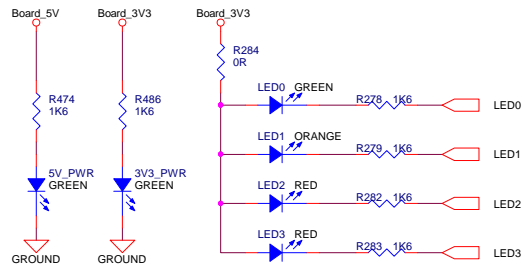 Board_5V Board_3V3 Board_3V3
R284
0R
R474
1K6
R486
1K6
LED0 GREEN
R278 1K6
LED0
LED1 ORANGE
R279 1K6
LED1
5V_PWR
GREEN
3V3_PWR
GREEN
LED2 RED
R282 1K6
LED2
LED3 RED
R283 1K6
LED3
GROUND GROUND